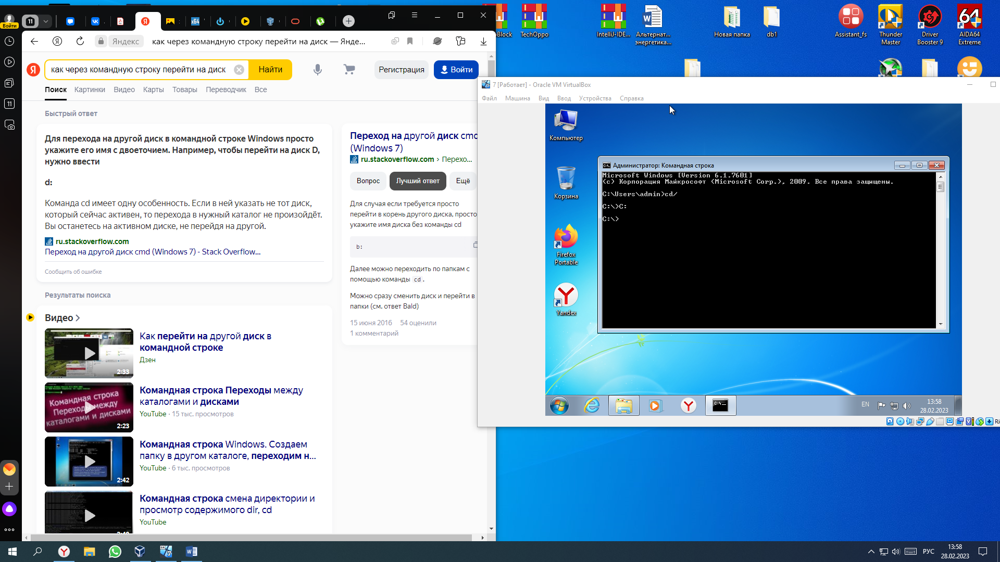 Войти
11
11
Яндекс
как через командную строку перейти на диск — Янде...
как через командную строку перейти на диск
Найти
Регистрация
Войти
Поиск
Картинки
Видео
Карты
Товары
Переводчик
Все
Быстрый ответ
Для перехода на другой диск в командной строке Windows просто
укажите его имя с двоеточием. Например, чтобы перейти на диск D,
нужно ввести
d:
Команда cd имеет одну особенность. Если в ней указать не тот диск,
который сейчас активен, то перехода в нужный каталог не произойдёт.
Вы останетесь на активном диске, не перейдя на другой.
ru.stackoverflow.com
Переход на другой диск cmd (Windows 7) - Stack Overflow...
Сообщить об ошибке
Результаты поиска
Видео
Как перейти на другой диск в
командной строке
Дзен
2:33
Командная строка
Переходы между
каталогами и дисками
2:23
Командная строка Переходы между
каталогами и дисками
YouTube · 15 тыс. просмотров
Командная строка Windows. Создаем
папку в другом каталоге, переходим н...
YouTube · 6 тыс. просмотров
2:42
Командная строка смена директории и
просмотр содержимого dir, cd
YouTube
Переход на другой диск cmd
(Windows 7)
ru.stackoverflow.com › Перехо...
Вопрос
Лучший ответ
Ещё
Для случая если требуется просто
перейти в корень другого диска, просто
укажите имя диска без команды cd
b:
Далее можно переходить по папкам с
помощью команды cd.
Можно сразу сменить диск и перейти в
папки (см. ответ Bald)
15 июня 2016
54 оценили
1 комментарий
TechOppo
IntelliJ-IDE...
Альтернат...
энергетика...
Новая папка
db1
Assistant_fs
Thunder
Master
Driver
Booster 9
64
AIDA64
Extreme
7 [Работает] - Oracle VM VirtualBox
Файл
Машина
Вид
Ввод
Устройства
Справка
Компьютер
Корзина
Firefox
Portable
Yandex
Администратор: Командная строка
Microsoft Windows [Version 6.1.7601]
(c) Корпорация Майкрософт (Microsoft Corp.), 2009. Все права защищены.
C:\Users\admin>cd/
C:\>C:
C:\>
EN
13:58
28.02.2023
РУС
13:58
28.02.2023